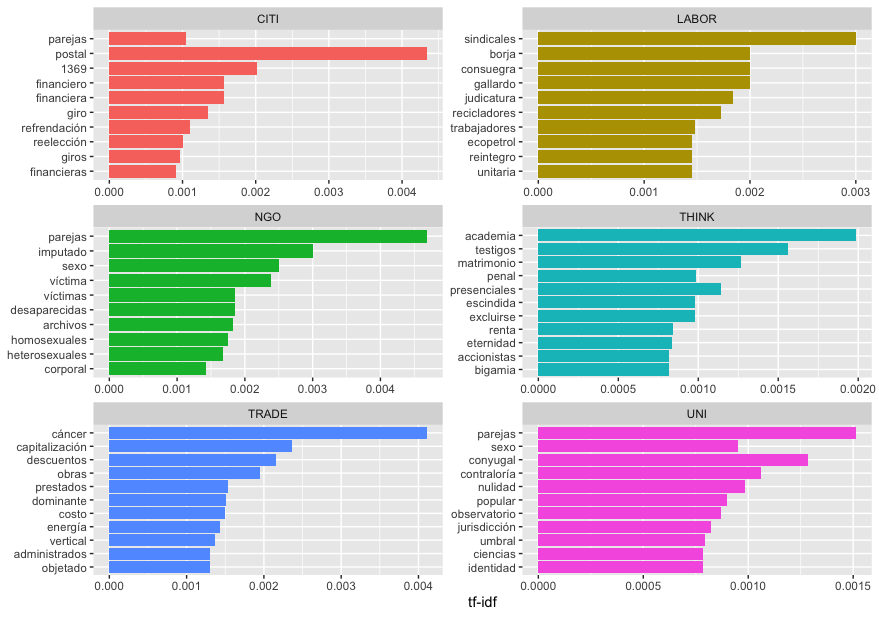 CITI
parejas
postal
1369
financiero
financiera
giro
refrendación
reelección
giros
financieras
0.000 0.001 0.002 0.003 0.004
LABOR
sindicales
borja
consuegra
gallardo
judicatura
recicladores
trabajadores
ecopetrol
reintegro
unitaria
0.000 0.001 0.002 0.003
NGO
parejas
imputado
sexo
víctima
víctimas
desaparecidas
archivos
homosexuales
heterosexuales
corporal
0.000 0.001 0.002 0.003 0.004
THINK
academia
testigos
matrimonio
penal
presenciales
escindida
excluirse
renta
eternidad
accionistas
bigamia
0.0000 0.0005 0.0010 0.0015 0.0020
TRADE
cáncer
capitalización
descuentos
obras
prestados
dominante
costo
energía
vertical
administrados
objetado
0.000 0.001 0.002 0.003 0.004
UNI
parejas
sexo
conyugal
contraloría
nulidad
popular
observatorio
jurisdicción
umbral
ciencias
identidad
0.0000 0.0005 0.0010 0.0015
tf-idf